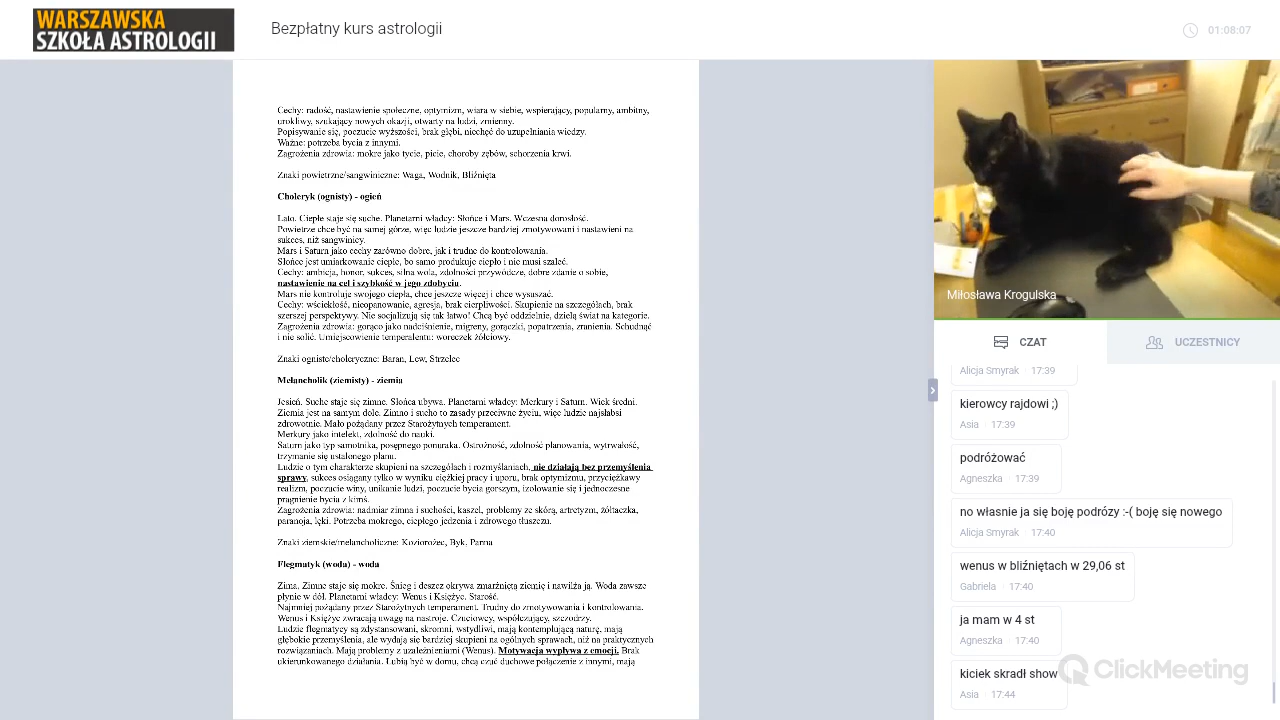 WARSZAWSKA
SZKOŁA ASTROLOGII
Bezpłatny kurs astrologii
01:08:07
Cechy: radość, nastawienie społeczne, optymizm, wiara w siebie, wspierający, popularny, ambitny,
urokliwy, szukający nowych okazji, otwarty na ludzi, zmienny.
Popisywanie się, poczucie wyższości, brak głębi, niechęć do uzupełniania wiedzy.
Ważne: potrzeba bycia z innymi.
Zagrożenia zdrowia: mokre jako tycie, picie, choroby zębów, schorzenia krwi.
Znaki powietrzne/sangwiniczne: Waga, Wodnik, Bliźnięta
Choleryk (ognisty) - ogień
Lato. Ciepłe staje się suche. Planetarni władcy: Słońce i Mars. Wczesna dorosłość.
Powietrze chce być na samej górze, więc ludzie jeszcze bardziej zmotywowani i nastawieni na
sukces, niż sangwinicy.
Mars i Saturn jako cechy zarówno dobre, jak i trudne do kontrolowania.
Słońce jest umiarkowanie ciepłe, bo samo produkuje ciepło i nie musi szaleć.
Cechy: ambicja, honor, sukces, silna wola, zdolności przywódcze, dobre zdanie o sobie,
nastawienie na cel i szybkość w jego zdobyciu.
Mars nie kontroluje swojego ciepła, chce jeszcze więcej i chce wysuszać.
Cechy: wściekłość, nieopanowanie, agresja, brak cierpliwości. Skupienie na szczegółach, brak
szerszej perspektywy. Nie socjalizują się tak łatwo! Chcą być oddzielnie, dzielą świat na kategorie.
Zagrożenia zdrowia: gorąco jako nadciśnienie, migreny, gorączki, poparzenia, zranienia. Schudnąć
i nie solić. Umiejscowienie temperamentu: woreczek żółciowy.
Znaki ogniste/choleryczne: Baran, Lew, Strzelec
Melancholik (ziemisty) - ziemia
Jesień. Suche staje się zimne. Słońca ubywa. Planetarni władcy: Merkury i Saturn. Wiek średni.
Ziemia jest na samym dole. Zimno i sucho to zasady przeciwne życiu, więc ludzie najsłabsi
zdrowotnie. Mało pożądany przez Starożytnych temperament.
Merkury jako intelekt, zdolność do nauki.
Saturn jako typ samotnika, posępnego ponuraka. Ostrożność, zdolność planowania, wytrwałość,
trzymanie się ustalonego planu.
Ludzie o tym charakterze skupieni na szczegółach i rozmyślaniach, nie działają bez przemyślenia
sprawy, sukces osiągany tylko w wyniku ciężkiej pracy i uporu, brak optymizmu, przyciężkawy
realizm, poczucie winy, unikanie ludzi, poczucie bycia gorszym, izolowanie się i jednoczesne
pragnienie bycia z kimś.
Zagrożenia zdrowia: nadmiar zimna i suchości, kaszel, problemy ze skórą, artretyzm, żółtaczka,
paranoja, lęki. Potrzeba mokrego, ciepłego jedzenia i zdrowego tłuszczu.
Znaki ziemskie/melancholiczne: Koziorożec, Byk, Panna
Flegmatyk (woda) - woda
Zima. Zimne staje się mokre. Śnieg i deszcz okrywa zmarzniętą ziemię i nawilża ją. Woda zawsze
płynie w dół. Planetarni władcy: Wenus i Księżyc. Starość.
Najmniej pożądany przez Starożytnych temperament. Trudny do zmotywowania i kontrolowania.
Wenus i Księżyc zwracają uwagę na nastroje. Czuciowcy, współczujący, szczodrzy.
Ludzie flegmatycy są zdystansowani, skromni, wstydliwi, mają kontemplującą naturę, mają
głębokie przemyślenia, ale wydają się bardziej skupieni na ogólnych sprawach, niż na praktycznych
rozwiązaniach. Mają problemy z uzależnieniami (Wenus). Motywacja wypływa z emocji. Brak
ukierunkowanego działania. Lubią być w domu, chcą czuć duchowe połączenie z innymi, mają
Miłosława Krogulska
CZAT
UCZESTNICY
Alicja Smyrak 17:39
kierowcy rajdowi ;)
Asia 17:39
podróżować
Agneszka 17:39
no własnie ja się boję podrózy :-( boję się nowego
Alicja Smyrak 17:40
wenus w bliźniętach w 29,06 st
Gabriela 17:40
ja mam w 4 st
Agneszka 17:40
kiciek skradł show
Asia 17:44
ClickMeeting